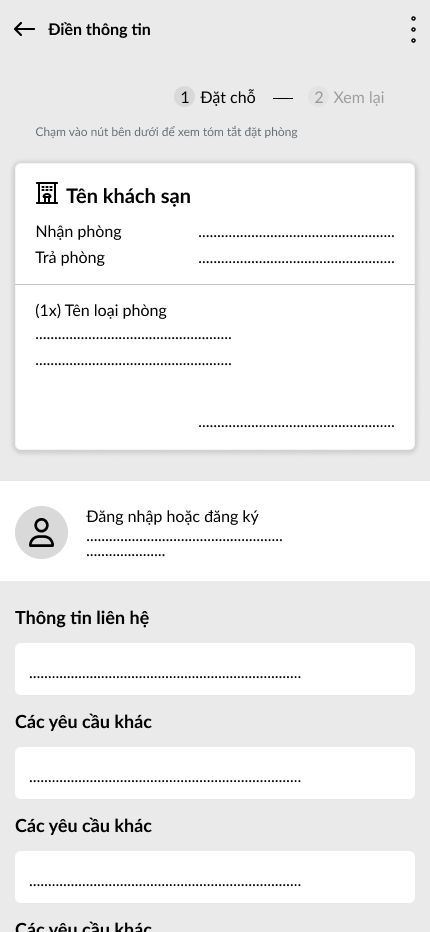 Điền thông tin
1 Đặt chỗ — 2 Xem lại
Chạm vào nút bên dưới để xem tóm tắt đặt phòng
Tên khách sạn
Nhận phòng ....................................................
Trả phòng ....................................................
(1x) Tên loại phòng
....................................................
....................................................
....................................................
Đăng nhập hoặc đăng ký
....................................................
.....................
Thông tin liên hệ
........................................................................
Các yêu cầu khác
........................................................................
Các yêu cầu khác
........................................................................
Các yêu cầu khác